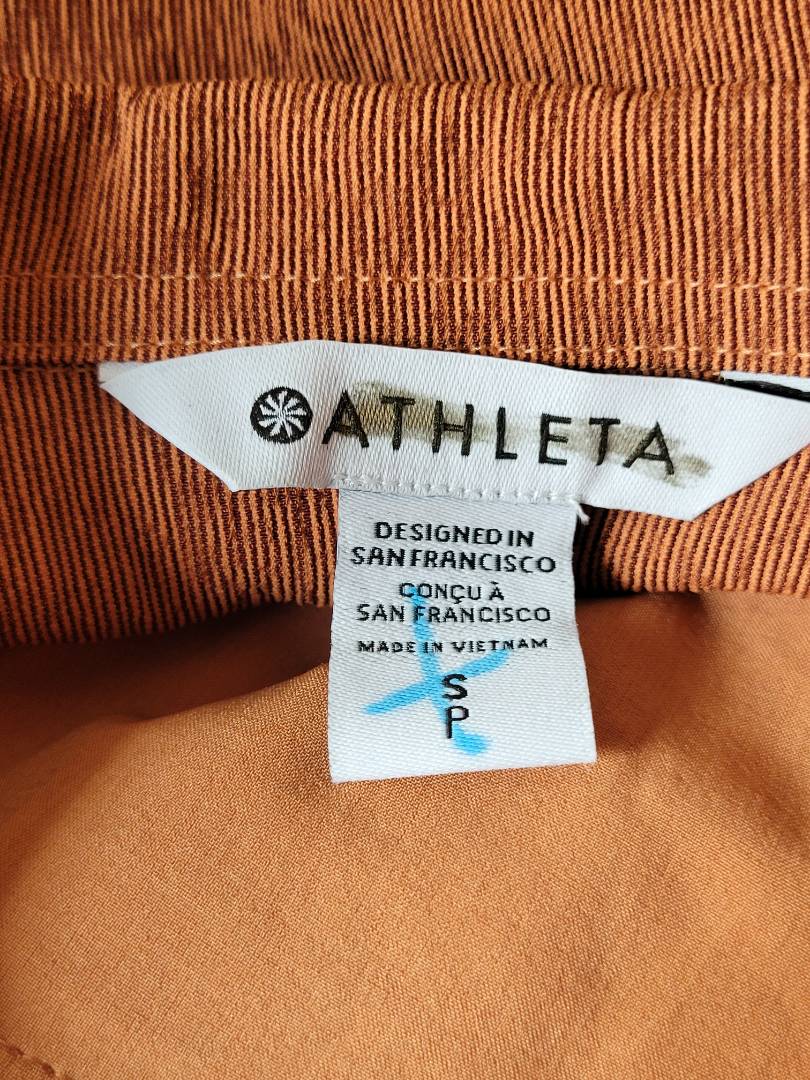 ATHLETA
DESIGNED IN
SAN FRANCISCO
CONÇU À
SAN FRANCISCO
MADE IN VIETNAM
S
P